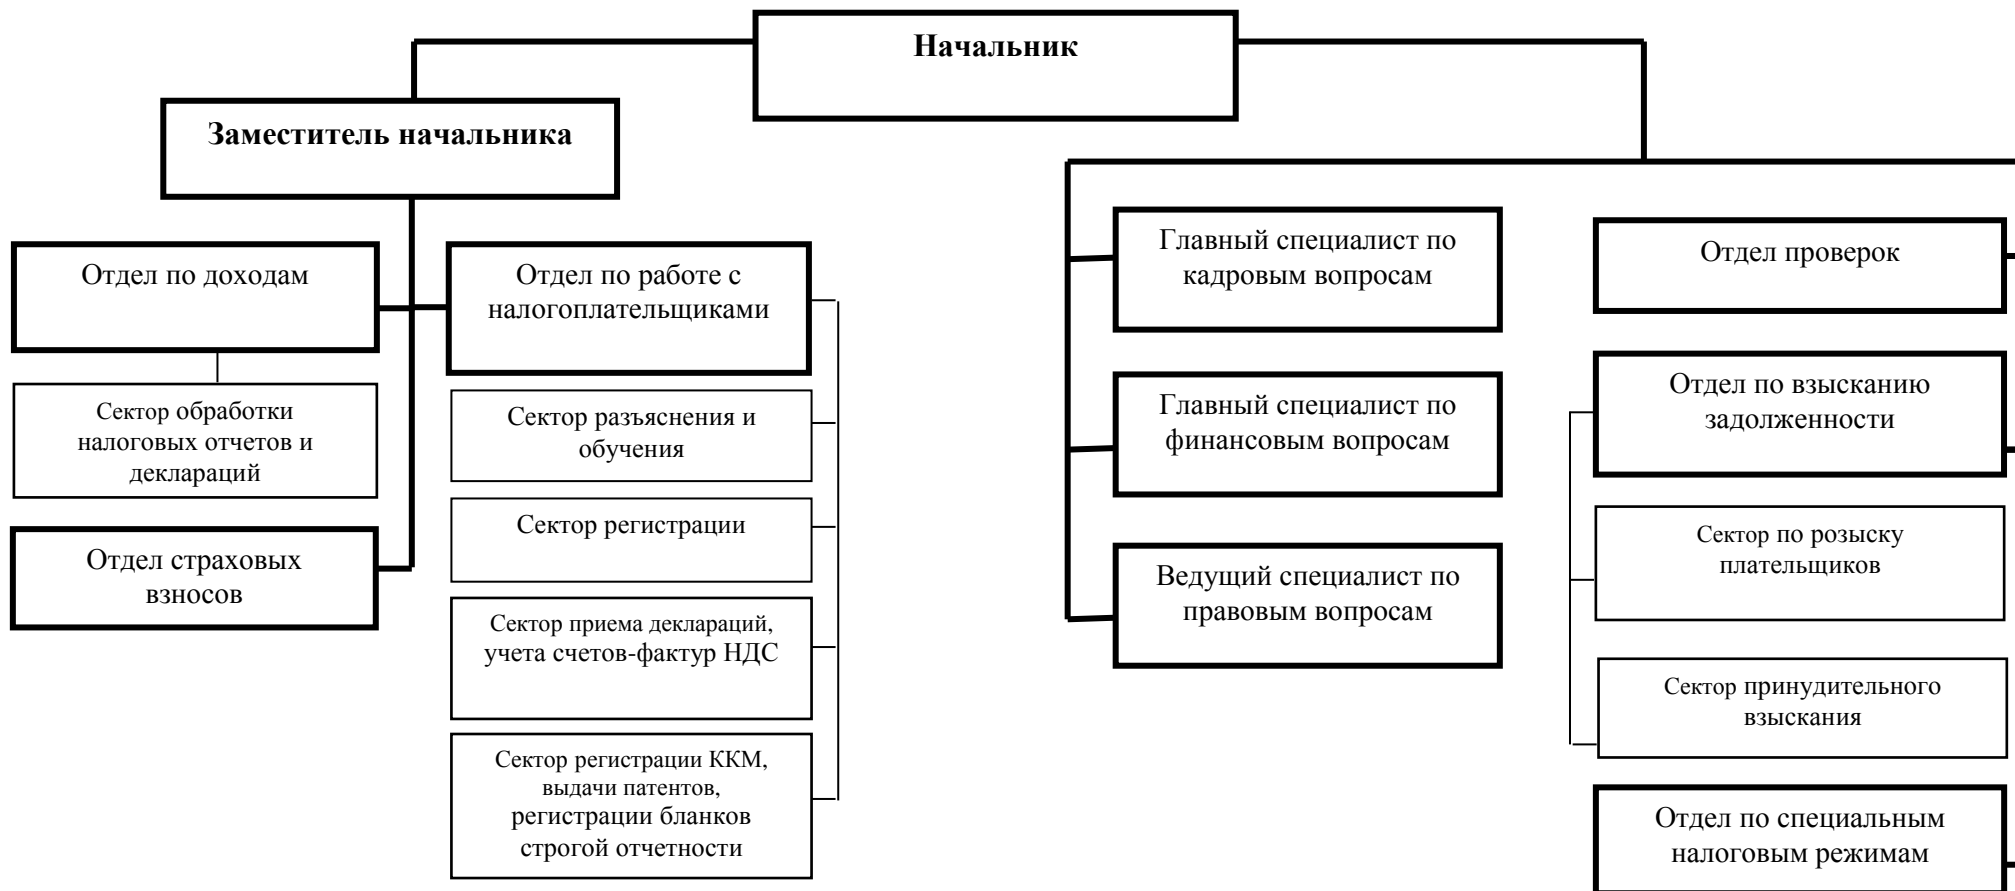 Начальник
Заместитель начальника
Отдел по доходам
Сектор обработки
налоговых отчетов и
деклараций
Отдел страховых
взносов
Отдел по работе с
налогоплательщиками
Сектор разъяснения и
обучения
Сектор регистрации
Сектор приема деклараций,
учета счетов-фактур НДС
Сектор регистрации ККМ,
выдачи патентов,
регистрации бланков
строгой отчетности
Главный специалист по
кадровым вопросам
Главный специалист по
финансовым вопросам
Ведущий специалист по
правовым вопросам
Отдел проверок
Отдел по взысканию
задолженности
Сектор по розыску
плательщиков
Сектор принудительного
взыскания
Отдел по специальным
налоговым режимам